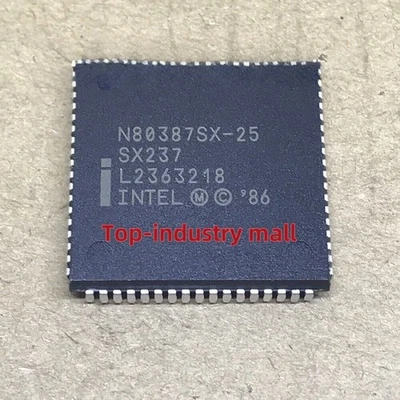 N80387SX-25
SX237
i L2363218
INTEL Ⓜ © '86
Top-industry mall